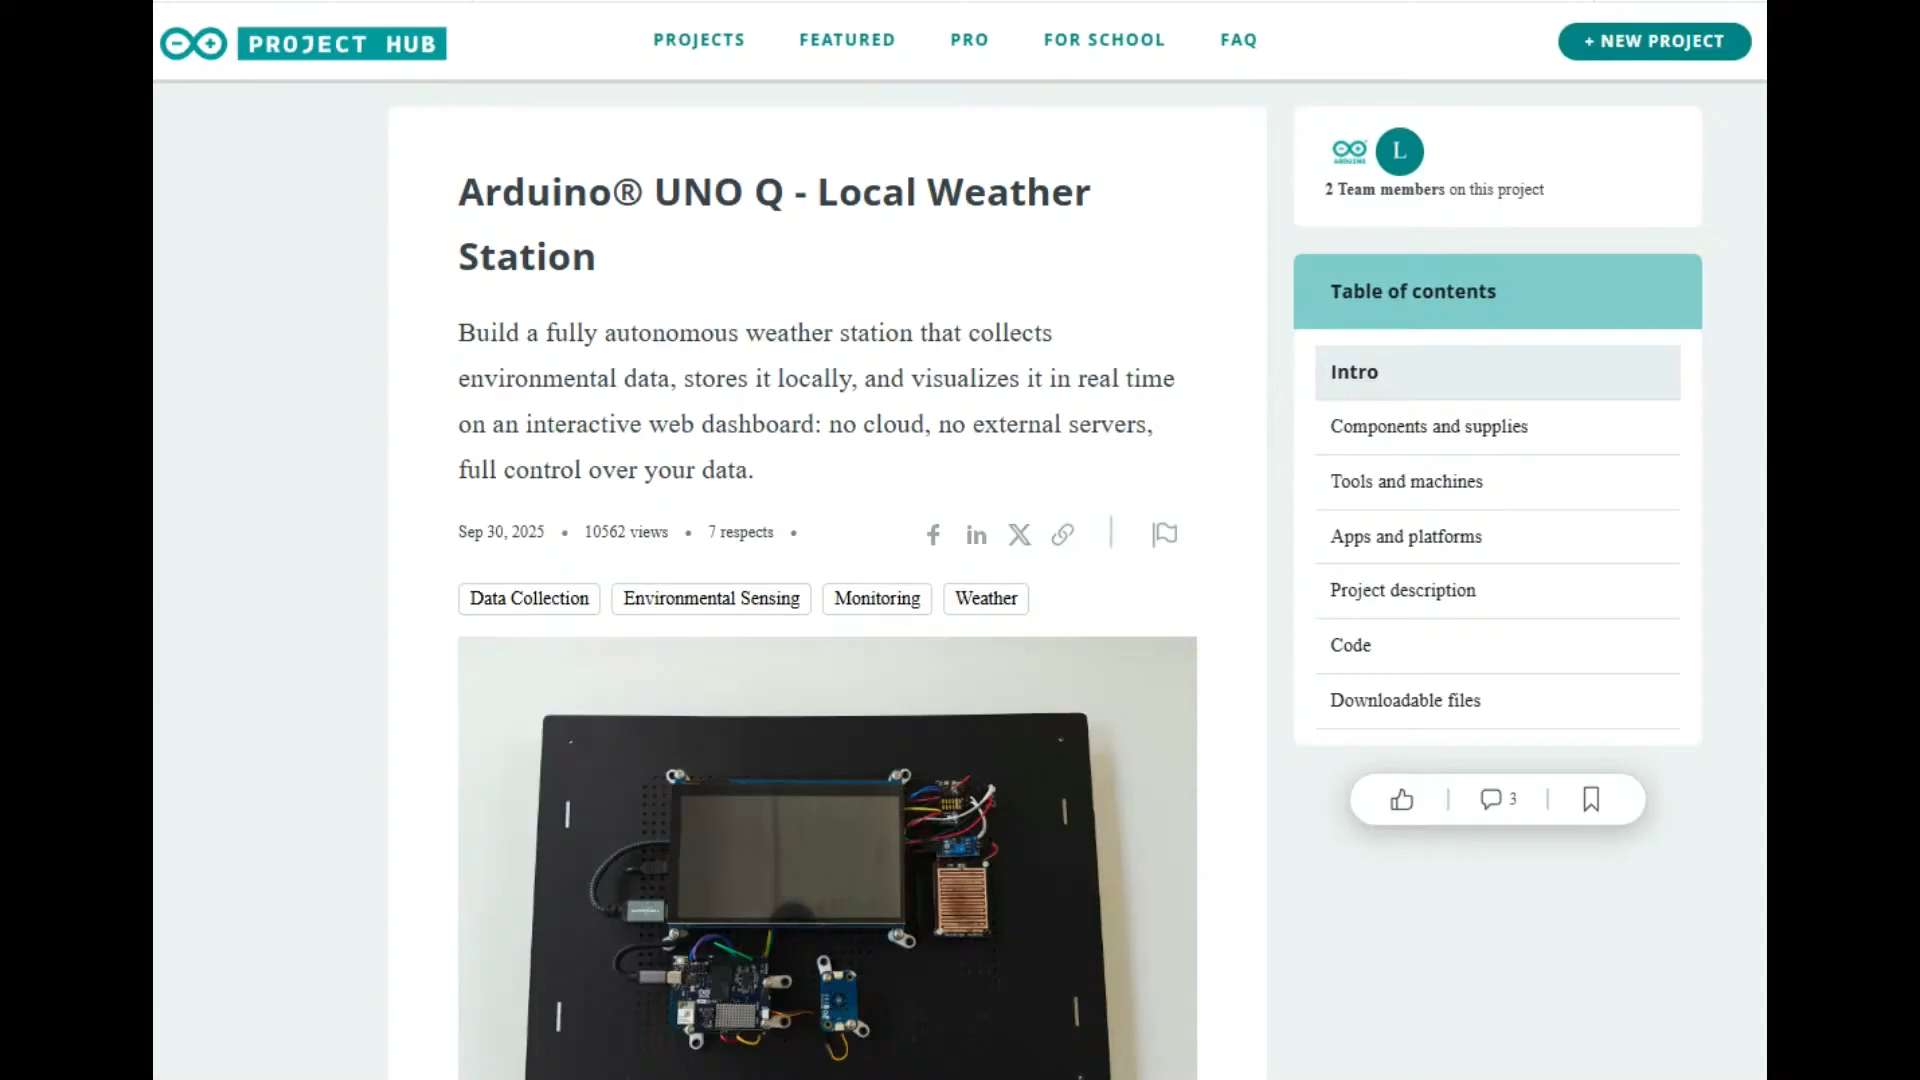 PROJECT HUB
PROJECTS
FEATURED
PRO
FOR SCHOOL
FAQ
+ NEW PROJECT
Arduino® UNO Q - Local Weather
Station
Build a fully autonomous weather station that collects
environmental data, stores it locally, and visualizes it in real time
on an interactive web dashboard: no cloud, no external servers,
full control over your data.
Sep 30, 2025 • 10562 views • 7 respects •
Data Collection
Environmental Sensing
Monitoring
Weather
ARDUINO
L
2 Team members on this project
Table of contents
Intro
Components and supplies
Tools and machines
Apps and platforms
Project description
Code
Downloadable files
3